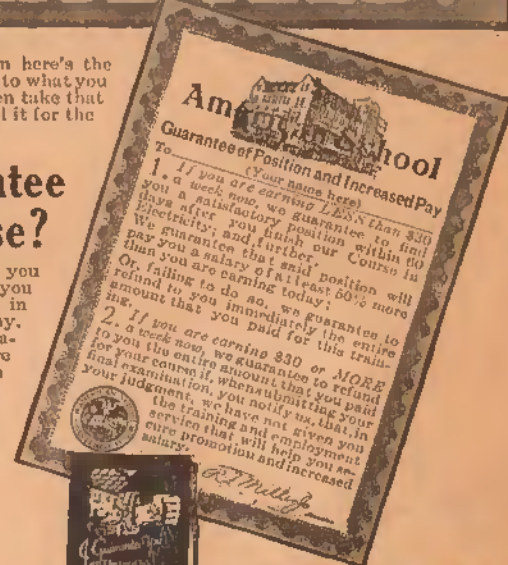 n here's the
to what you
en take that
l it for the
tee
se?
you
you
in
ay.
a-
re
Am hool
Guarantee of Position and Increased Pay
To
(Your name here)
1. If you are earning LESS than $30
a week now, we guarantee to find
you a satisfactory position within 60
days after you finish our Course in
Electricity; and, further,
We guarantee that said position will
pay you a salary of at least 50% more
than you are earning today;
Or, failing to do so, we guarantee to
refund to you immediately the entire
amount that you paid for this train-
ing.
2. If you are earning $30 or MORE
a week now, we guarantee to refund
to you the entire amount that you paid
for your course if, when submitting your
final examination, you notify us, that, in
your judgment, we have not given you
the training and employment
service that will help you se-
cure promotion and increased
salary.